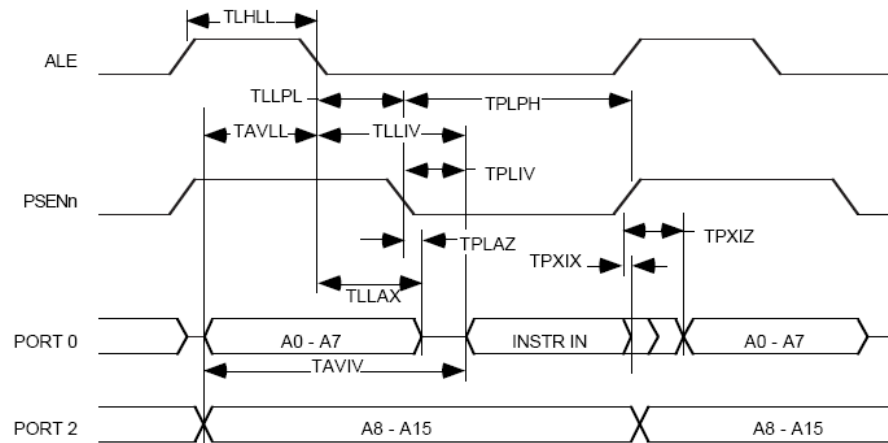 TLHLL
ALE
TLLPL
TPLPH
TAVLL
TLLIV
TPLIV
PSENn
TPLAZ
TPXIZ
TPXIX
TLLAX
PORT 0
A0 - A7
INSTR IN
A0 - A7
TAVIV
PORT 2
A8 - A15
A8 - A15